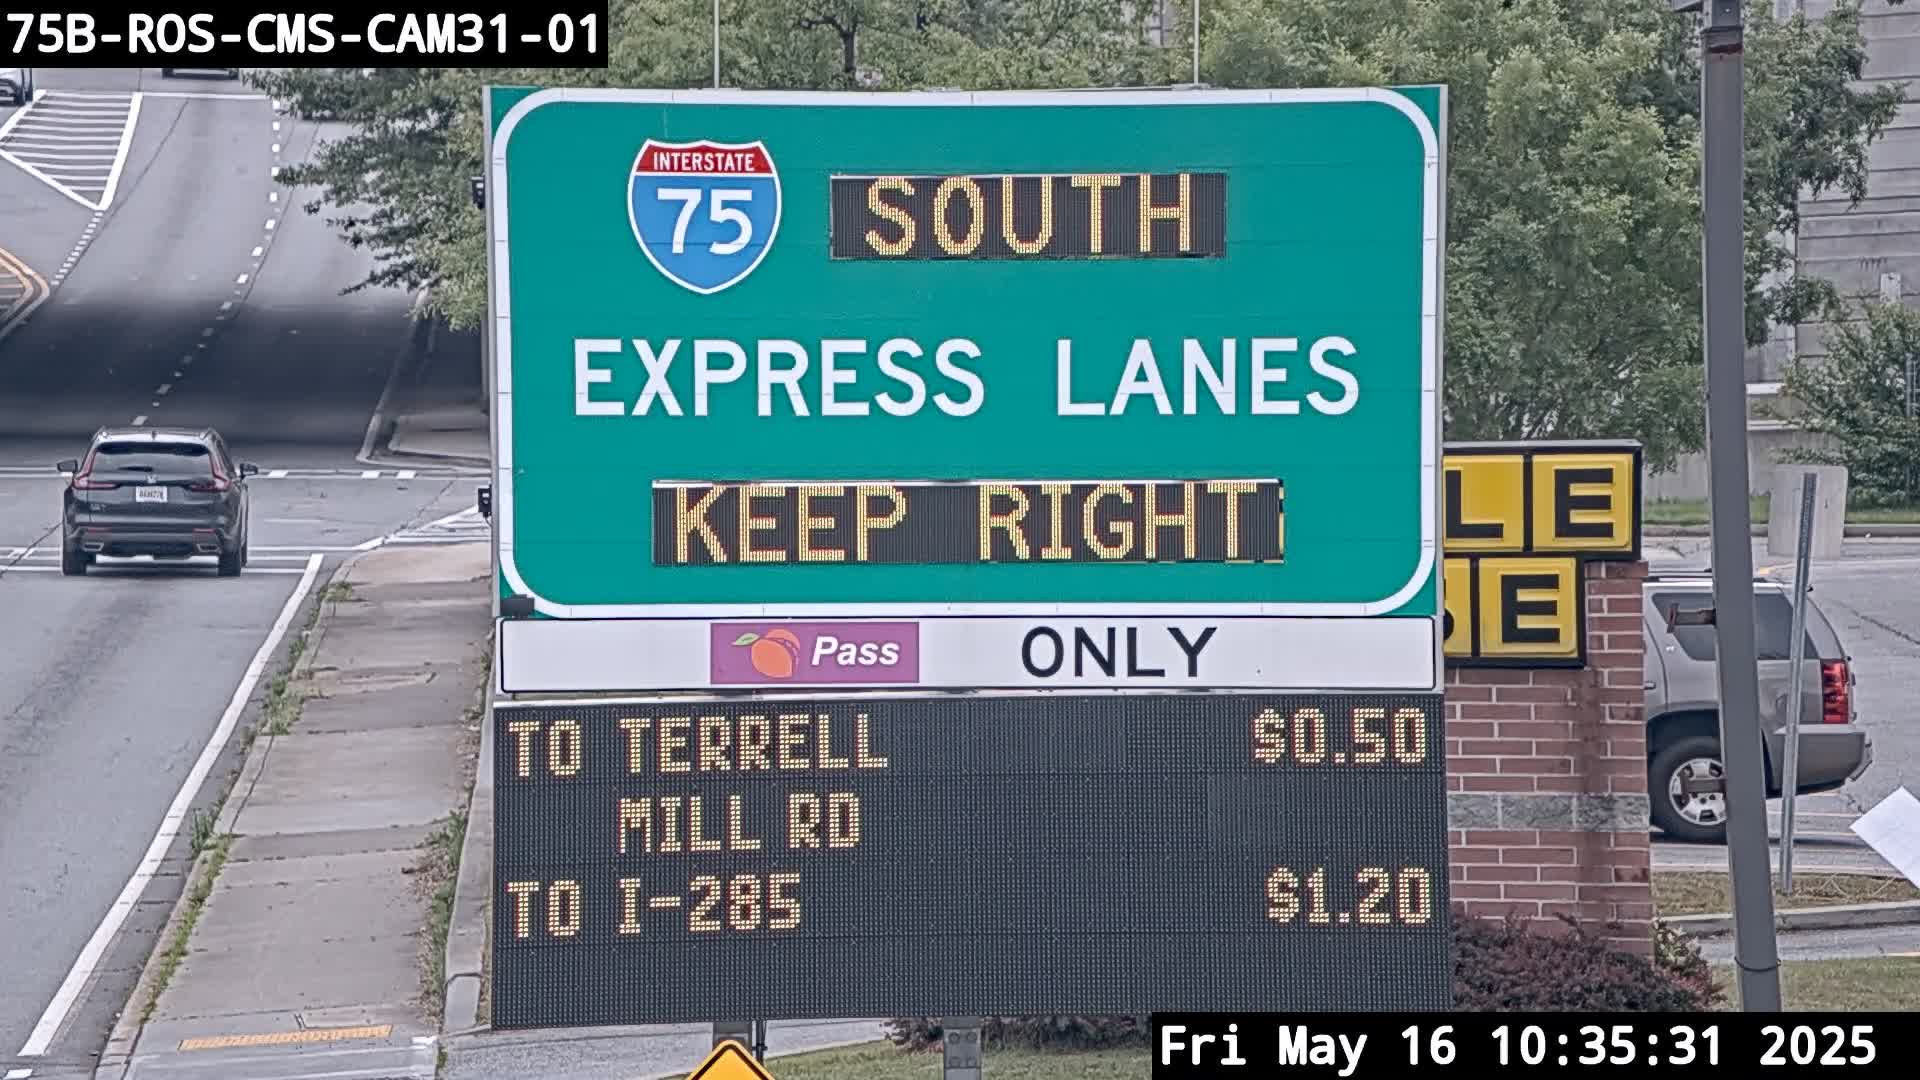 75B-ROS-CMS-CAM31-01
INTERSTATE
75
SOUTH
EXPRESS LANES
KEEP RIGHT
Pass ONLY
TO TERRELL $0.50
MILL RD
TO I-285 $1.20
LE
E
Fri May 16 10:35:31 2025